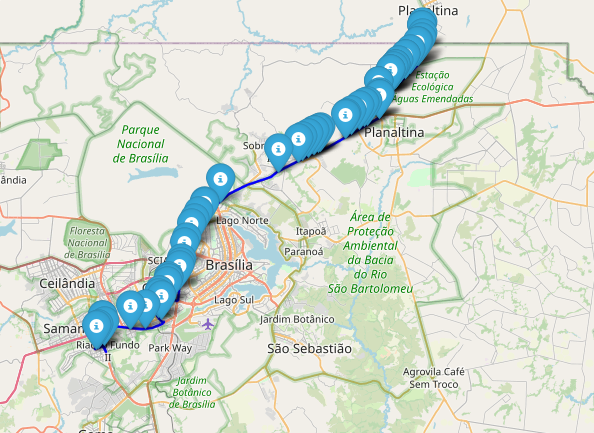 Planaltina
Estação
Ecológica
Águas Emendadas
Planaltina
Parque
Nacional
de Brasília
Sobr
ândia
Lago Norte
Itapoã
Área de
Proteção
Ambiental
da Bacia
do Rio
São Bartolomeu
Floresta
Nacional
de Brasília
Paranoá
SCIA
Brasília
Ceilândia
Lago Sul
Jardim Botânico
Samam
Riac Fundo
II
Park Way
São Sebastião
Agrovila Café
Sem Troco
Jardim
Botânico
de Brasília